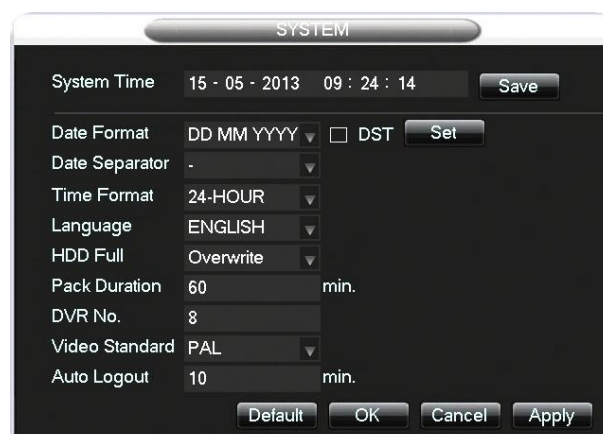 SYSTEM
System Time 15 - 05 - 2013 09 : 24 : 14 Save
Date Format DD MM YYYY DST Set
Date Separator -
Time Format 24-HOUR
Language ENGLISH
HDD Full Overwrite
Pack Duration 60 min.
DVR No. 8
Video Standard PAL
Auto Logout 10 min.
Default OK Cancel Apply